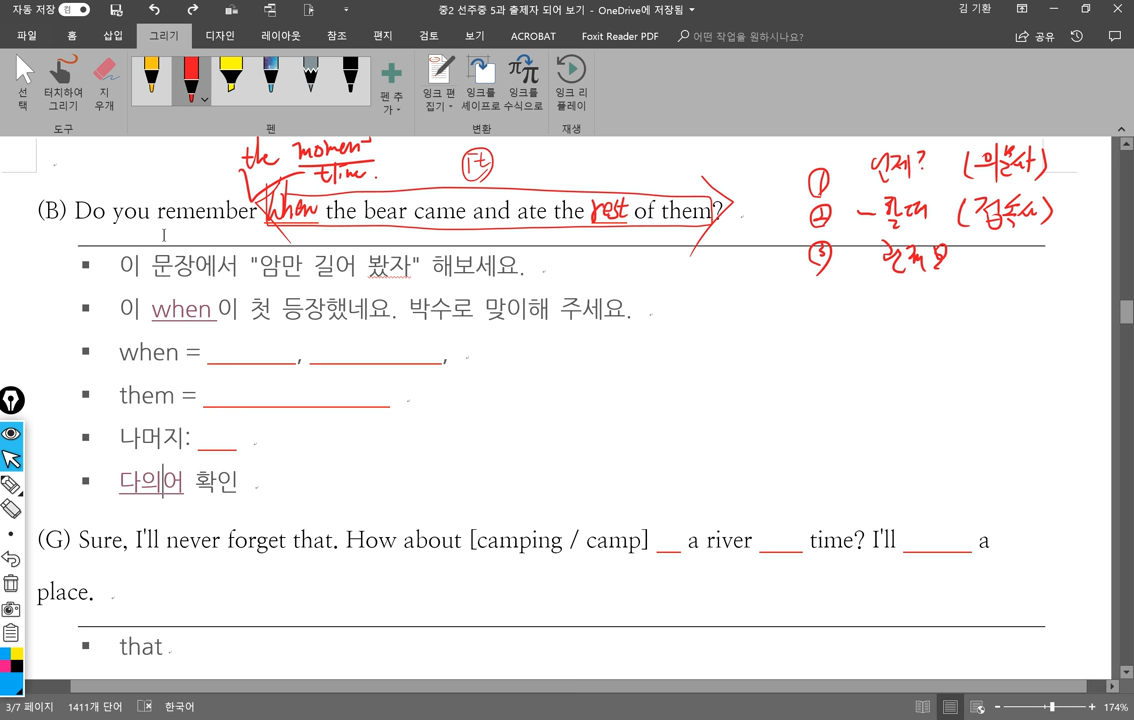 자동 저장 컴 중2 선주중 5과 출제자 되어 보기 - OneDrive에 저장됨 김 기환
파일 홈 삽입 그리기 디자인 레이아웃 참조 편지 검토 보기 ACROBAT Foxit Reader PDF 어떤 작업을 원하시나요? 공유
선택 터치하여 그리기 지우개 펜 추가 잉크 편집기 잉크를 셰이프로 잉크를 수식으로 잉크 리플레이
도구 펜 변환 재생
the moment It ① 언제? (의문사)
time.
(B) Do you remember when the bear came and ate the rest of them? ② ~할 때 (접속사)
③ 관계부
이 문장에서 "암만 길어 봤자" 해보세요.
이 when이 첫 등장했네요. 박수로 맞이해 주세요.
when = ________, ____________,
them = _________________
나머지: ___
다의어 확인
(G) Sure, I'll never forget that. How about [camping / camp] __ a river ____ time? I'll ______ a
place.
that
3/7 페이지 1411개 단어 한국어 174%